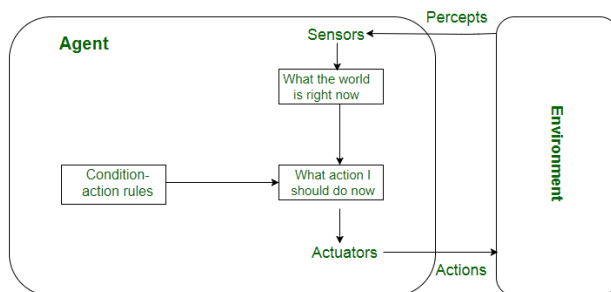 Percepts
Agent
Sensors
What the world
is right now
Condition-
action rules
What action I
should do now
Environment
Actuators
Actions